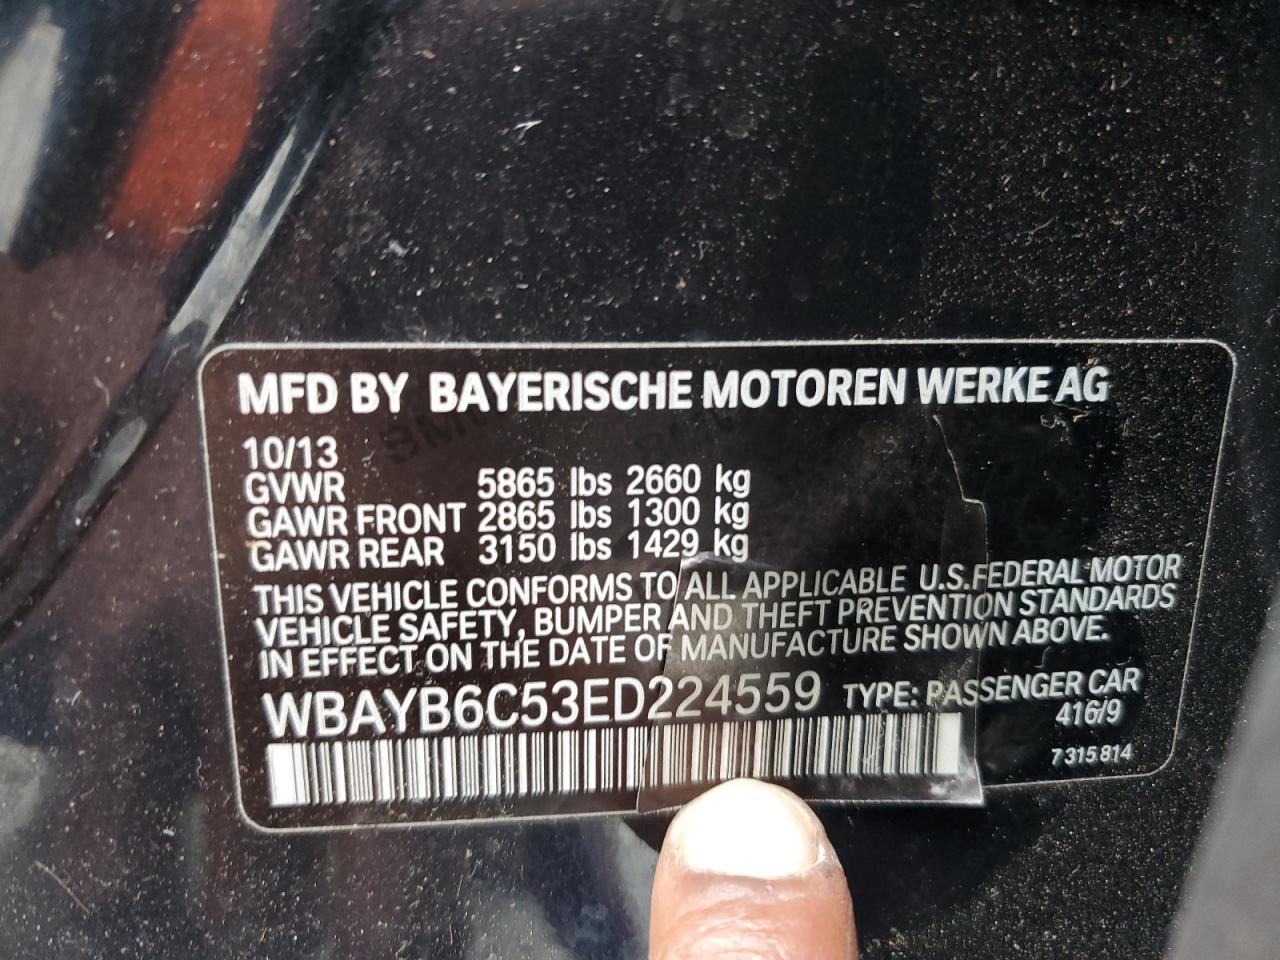 MFD BY BAYERISCHE MOTOREN WERKE AG
10/13
GVWR 5865 lbs 2660 kg
GAWR FRONT 2865 lbs 1300 kg
GAWR REAR 3150 lbs 1429 kg
THIS VEHICLE CONFORMS TO ALL APPLICABLE U.S.FEDERAL MOTOR
VEHICLE SAFETY, BUMPER AND THEFT PREVENTION STANDARDS
IN EFFECT ON THE DATE OF MANUFACTURE SHOWN ABOVE.
WBAYB6C53ED224559 TYPE: PASSENGER CAR
416/9
7 315 814